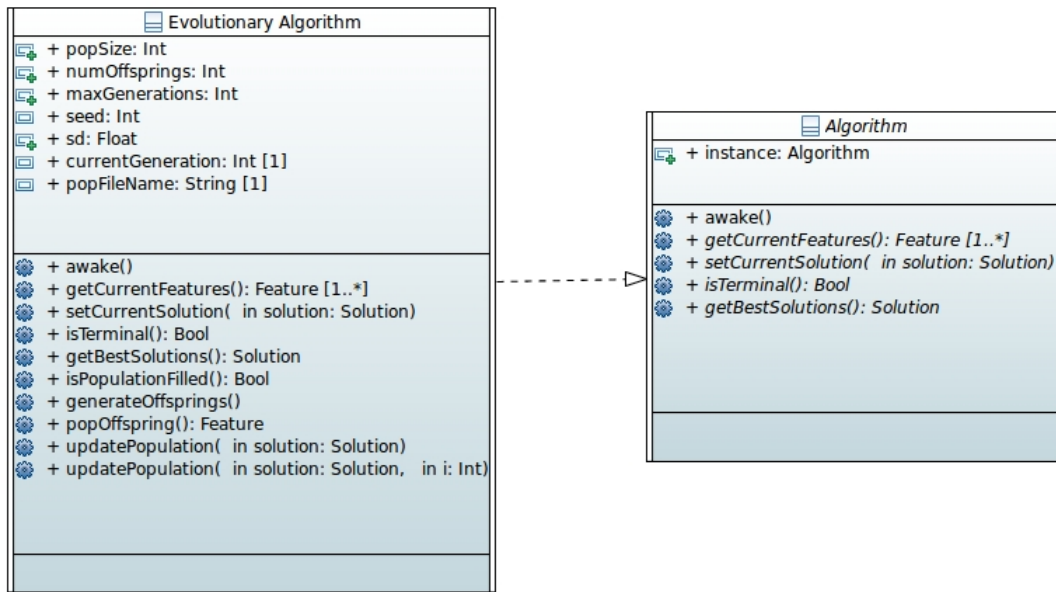 Evolutionary Algorithm
+ popSize: Int
+ numOffsprings: Int
+ maxGenerations: Int
+ seed: Int
+ sd: Float
+ currentGeneration: Int [1]
+ popFileName: String [1]
+ awake()
+ getCurrentFeatures(): Feature [1..*]
+ setCurrentSolution(  in solution: Solution)
+ isTerminal(): Bool
+ getBestSolutions(): Solution
+ isPopulationFilled(): Bool
+ generateOffsprings()
+ popOffspring(): Feature
+ updatePopulation(  in solution: Solution)
+ updatePopulation(  in solution: Solution,   in i: Int)
Algorithm
+ instance: Algorithm
+ awake()
+ getCurrentFeatures(): Feature [1..*]
+ setCurrentSolution(  in solution: Solution)
+ isTerminal(): Bool
+ getBestSolutions(): Solution